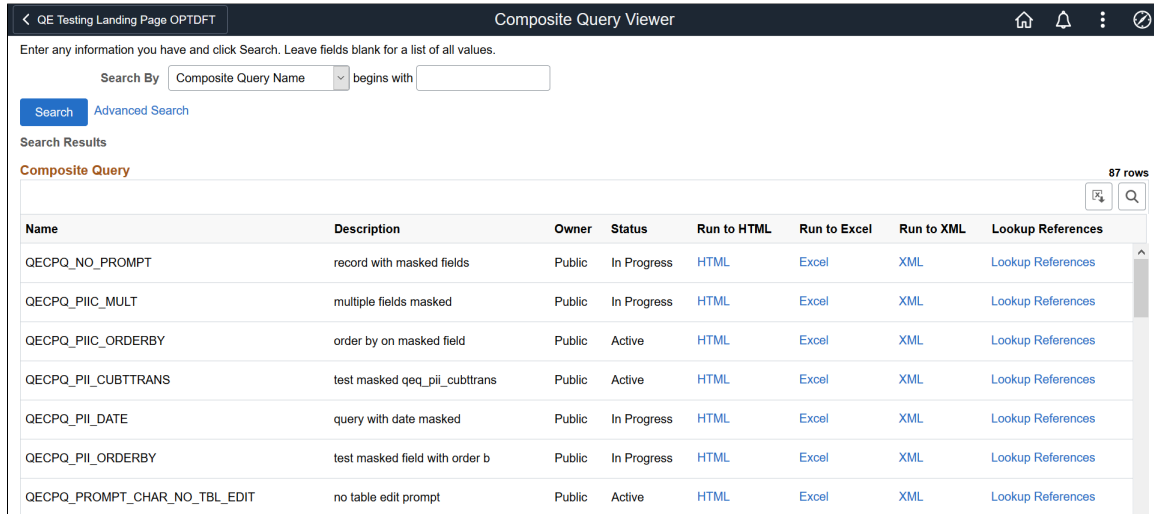 QE Testing Landing Page OPTDFT Composite Query Viewer
Enter any information you have and click Search. Leave fields blank for a list of all values.
Search By Composite Query Name begins with
Search Advanced Search
Search Results
Composite Query 87 rows
Name Description Owner Status Run to HTML Run to Excel Run to XML Lookup References
QECPQ_NO_PROMPT record with masked fields Public In Progress HTML Excel XML Lookup References
QECPQ_PIIC_MULT multiple fields masked Public In Progress HTML Excel XML Lookup References
QECPQ_PIIC_ORDERBY order by on masked field Public Active HTML Excel XML Lookup References
QECPQ_PII_CUBTTRANS test masked qeq_pii_cubttrans Public Active HTML Excel XML Lookup References
QECPQ_PII_DATE query with date masked Public In Progress HTML Excel XML Lookup References
QECPQ_PII_ORDERBY test masked field with order b Public In Progress HTML Excel XML Lookup References
QECPQ_PROMPT_CHAR_NO_TBL_EDIT no table edit prompt Public Active HTML Excel XML Lookup References